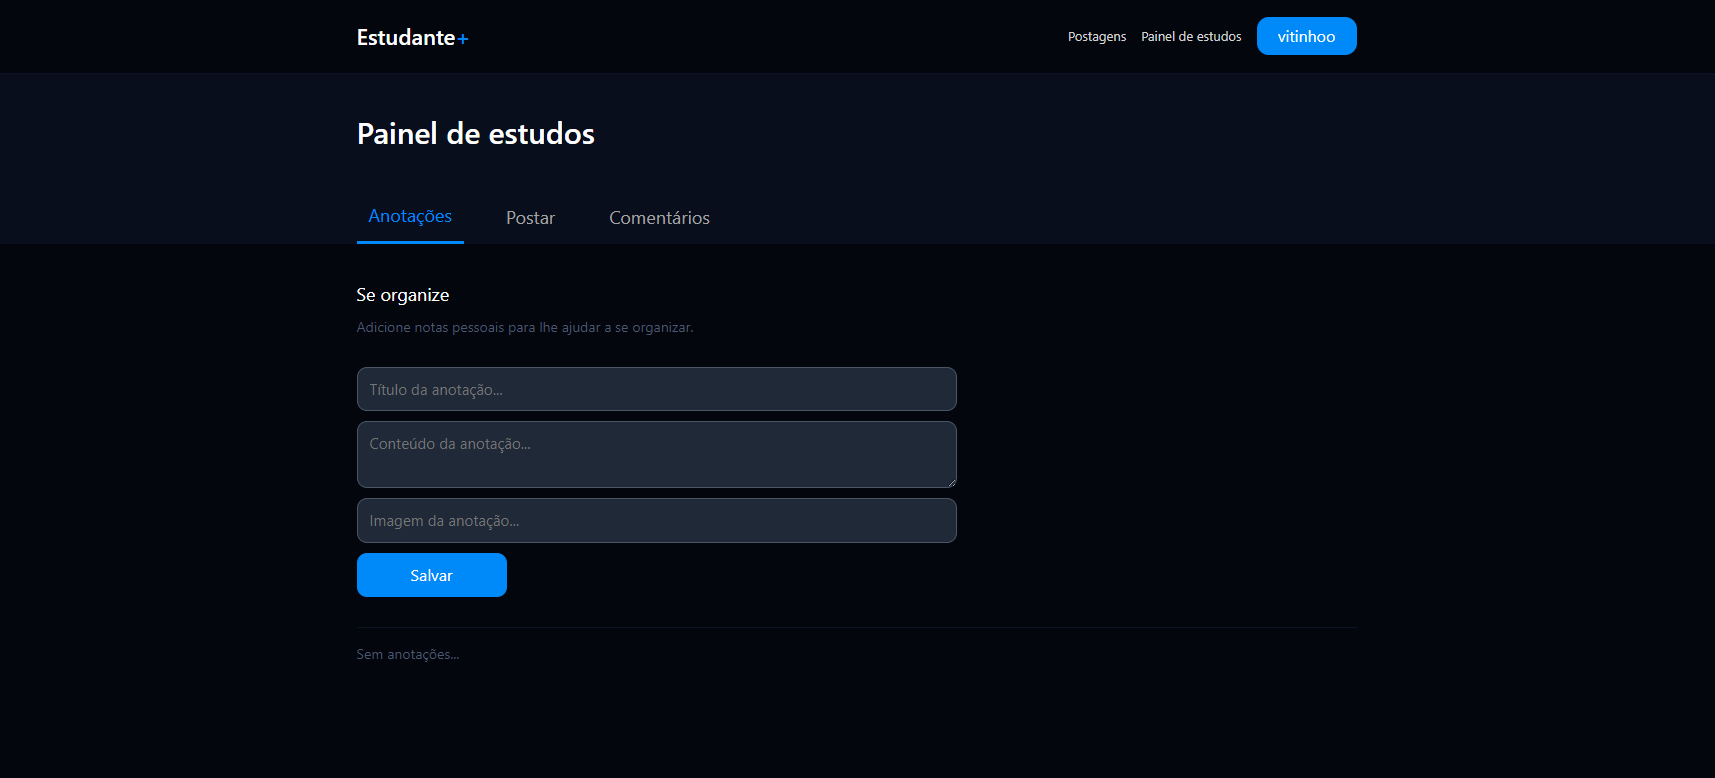 Estudante+
Postagens Painel de estudos vitinhoo
Painel de estudos
Anotações Postar Comentários
Se organize
Adicione notas pessoais para lhe ajudar a se organizar.
Título da anotação...
Conteúdo da anotação...
Imagem da anotação...
Salvar
Sem anotações...